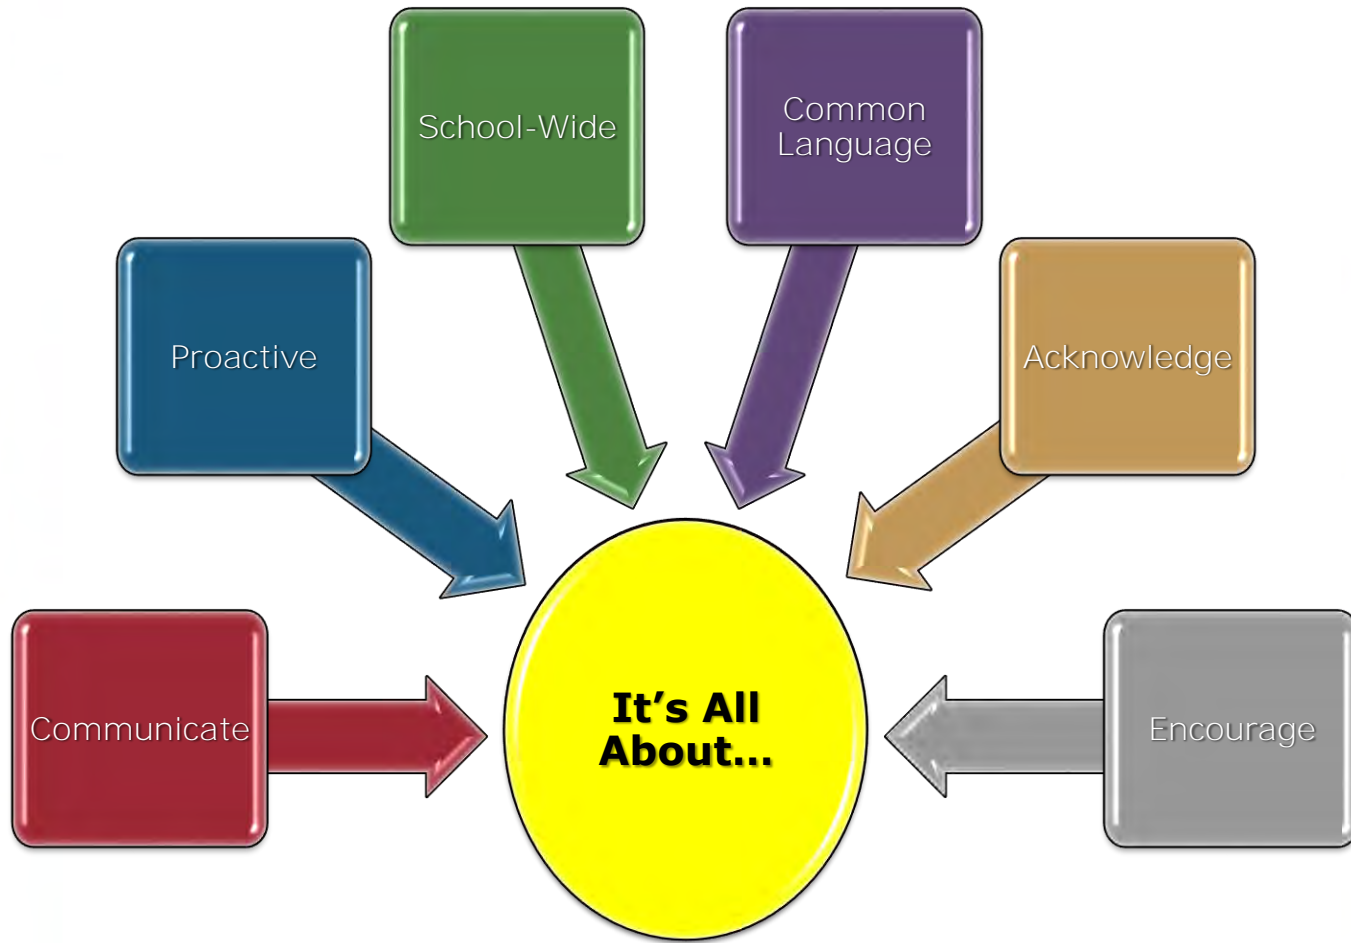 School-Wide
Common
Language
Proactive
Acknowledge
Communicate
It’s All
About…
Encourage